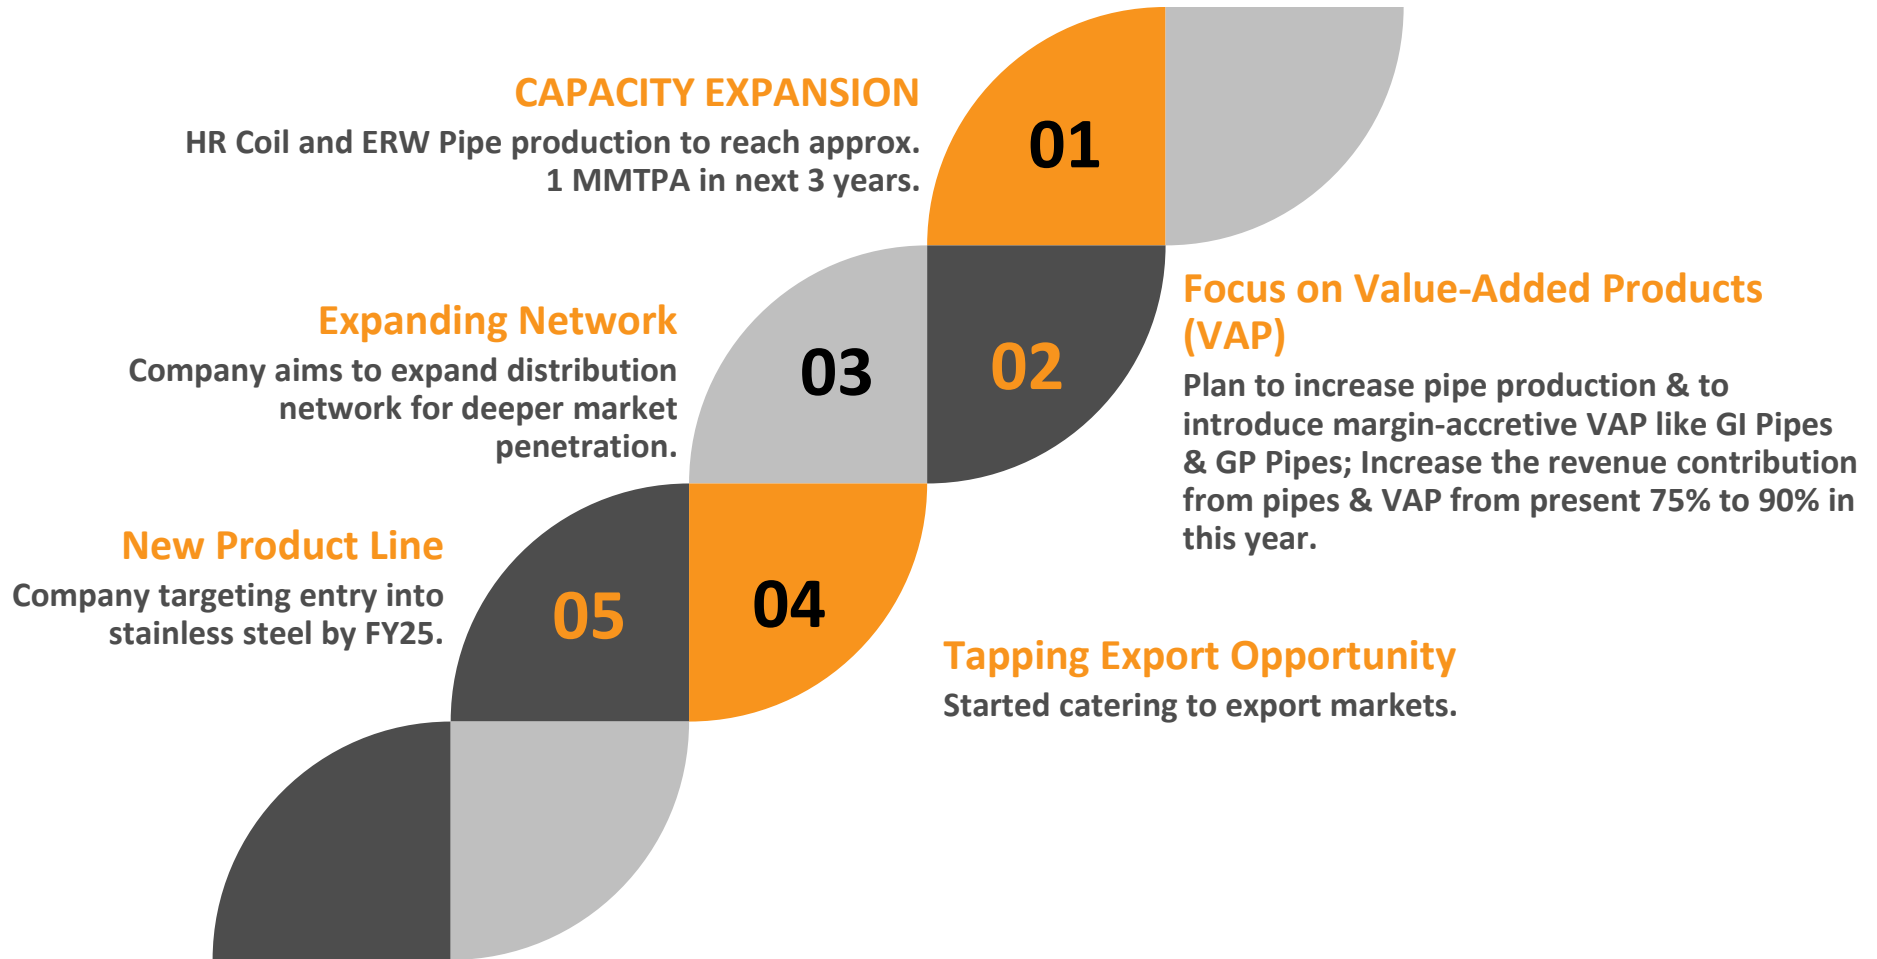 CAPACITY EXPANSION
HR Coil and ERW Pipe production to reach approx.
1 MMTPA in next 3 years.
01
Focus on Value-Added Products
(VAP)
Plan to increase pipe production & to
introduce margin-accretive VAP like GI Pipes
& GP Pipes; Increase the revenue contribution
from pipes & VAP from present 75% to 90% in
this year.
02
Expanding Network
Company aims to expand distribution
network for deeper market
penetration.
03
Tapping Export Opportunity
Started catering to export markets.
04
New Product Line
Company targeting entry into
stainless steel by FY25.
05